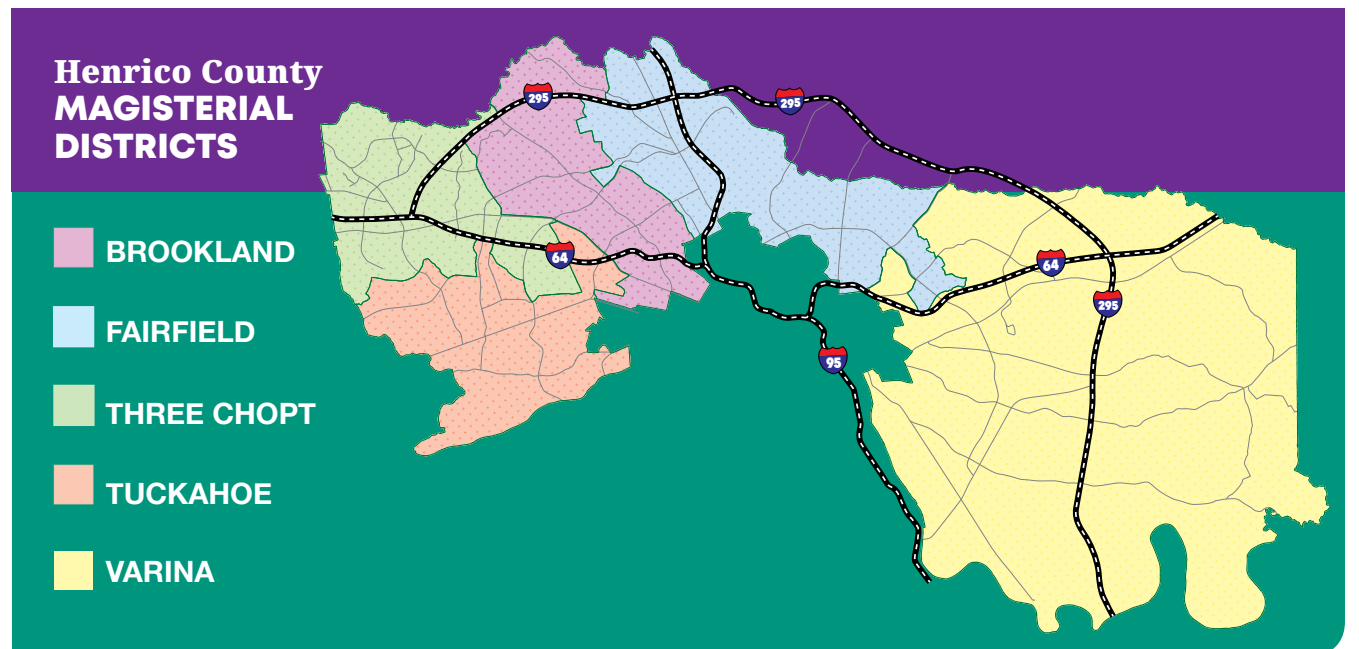 Henrico County
MAGISTERIAL
DISTRICTS
BROOKLAND
FAIRFIELD
THREE CHOPT
TUCKAHOE
VARINA
295
295
64
64
295
95